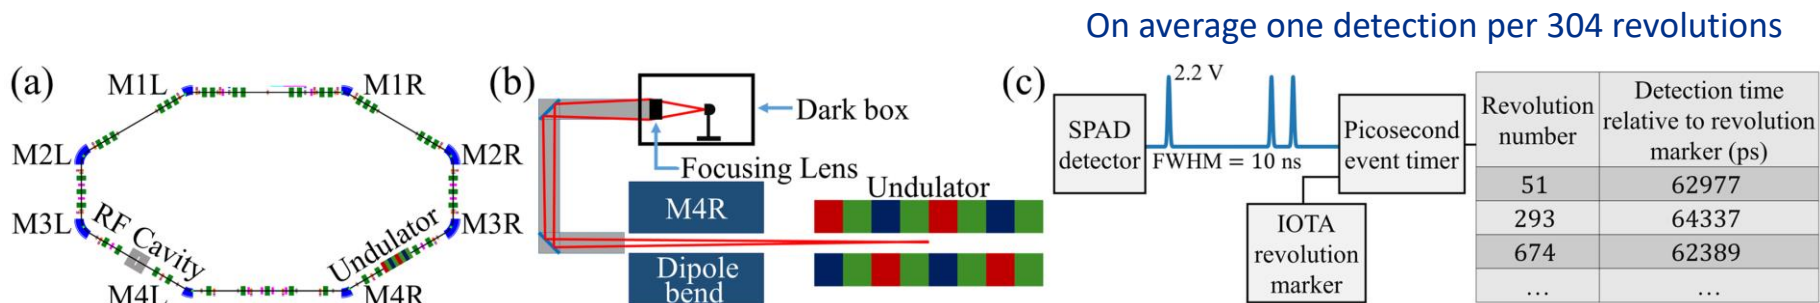 On average one detection per 304 revolutions
(a)
M1L
M1R
M2L
M2R
M3L
M3R
RF Cavity
Undulator
M4L
M4R
(b)
Dark box
Focusing Lens
Undulator
M4R
Dipole
bend
(c)
2.2 V
SPAD
detector
FWHM = 10 ns
Picosecond
event timer
IOTA
revolution
marker
Revolution
number
Detection time
relative to revolution
marker (ps)
51 62977
293 64337
674 62389
... ...